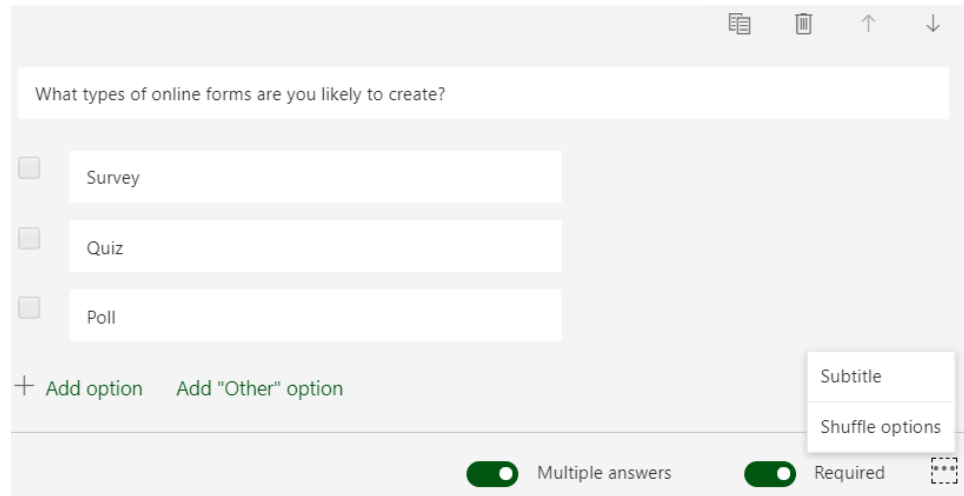 What types of online forms are you likely to create?
Survey
Quiz
Poll
Add option Add "Other" option
Subtitle
Shuffle options
Multiple answers Required